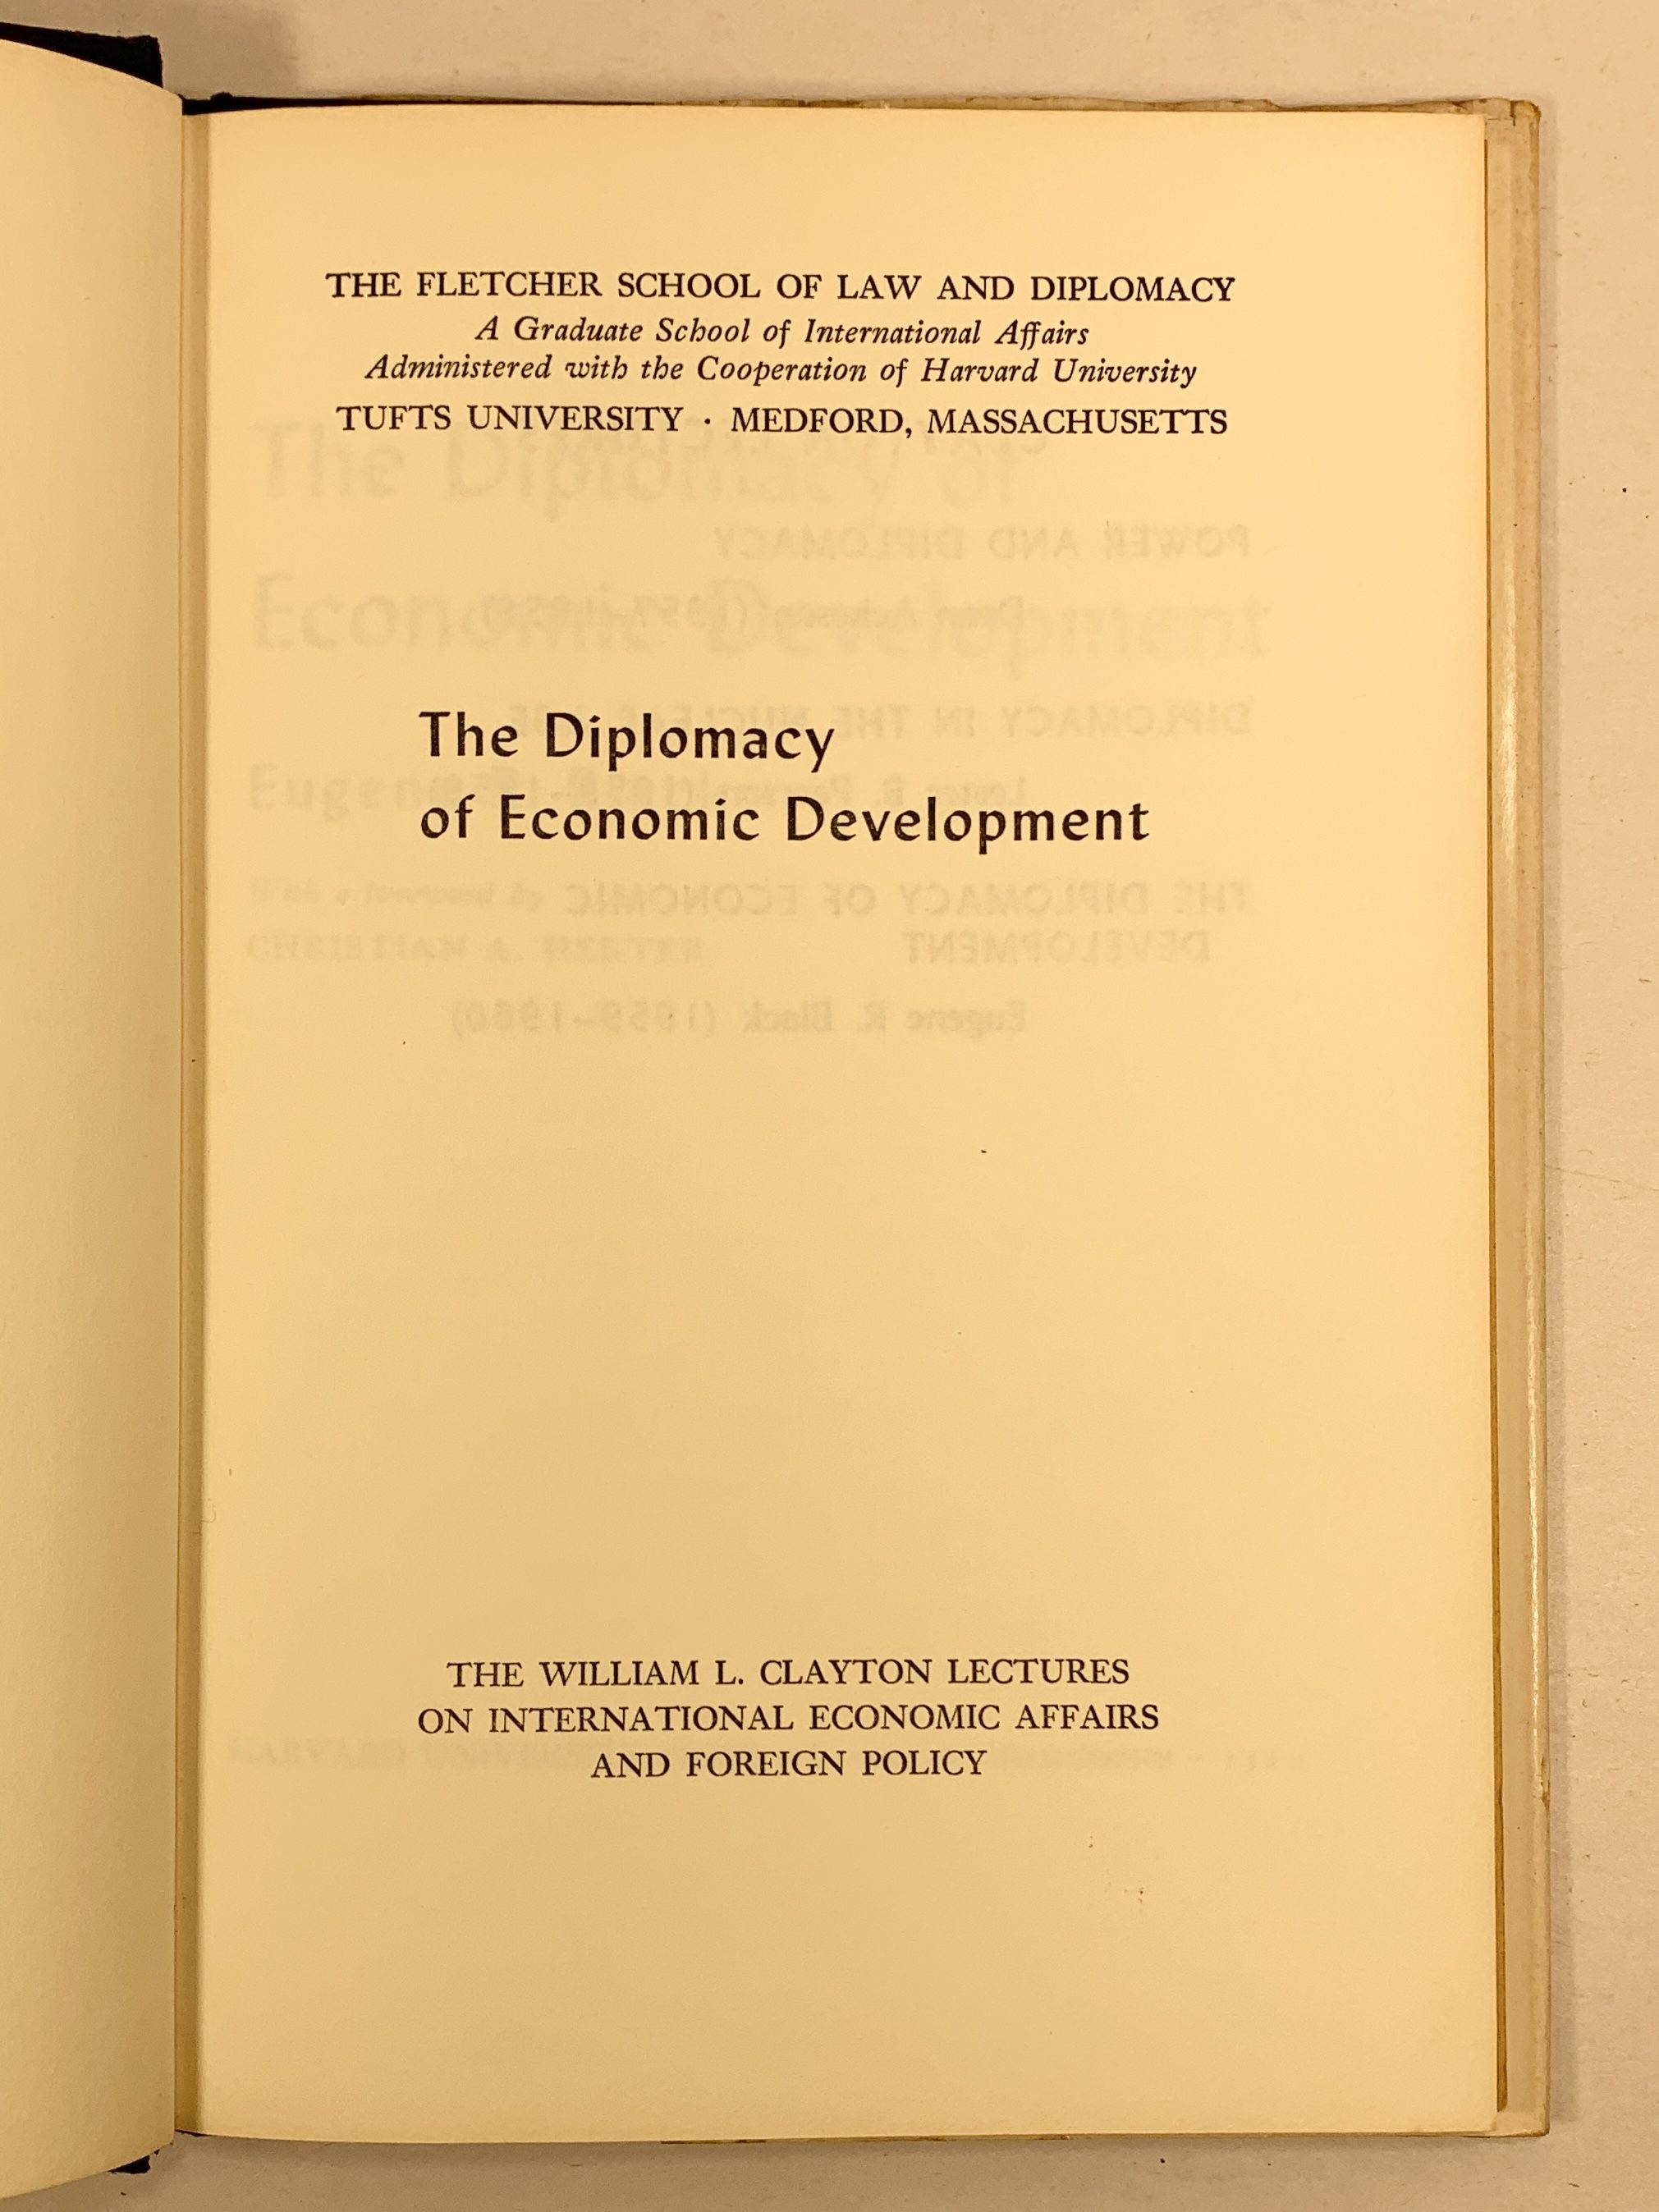 THE FLETCHER SCHOOL OF LAW AND DIPLOMACY
A Graduate School of International Affairs
Administered with the Cooperation of Harvard University
TUFTS UNIVERSITY · MEDFORD, MASSACHUSETTS
The Diplomacy
of Economic Development
THE WILLIAM L. CLAYTON LECTURES
ON INTERNATIONAL ECONOMIC AFFAIRS
AND FOREIGN POLICY